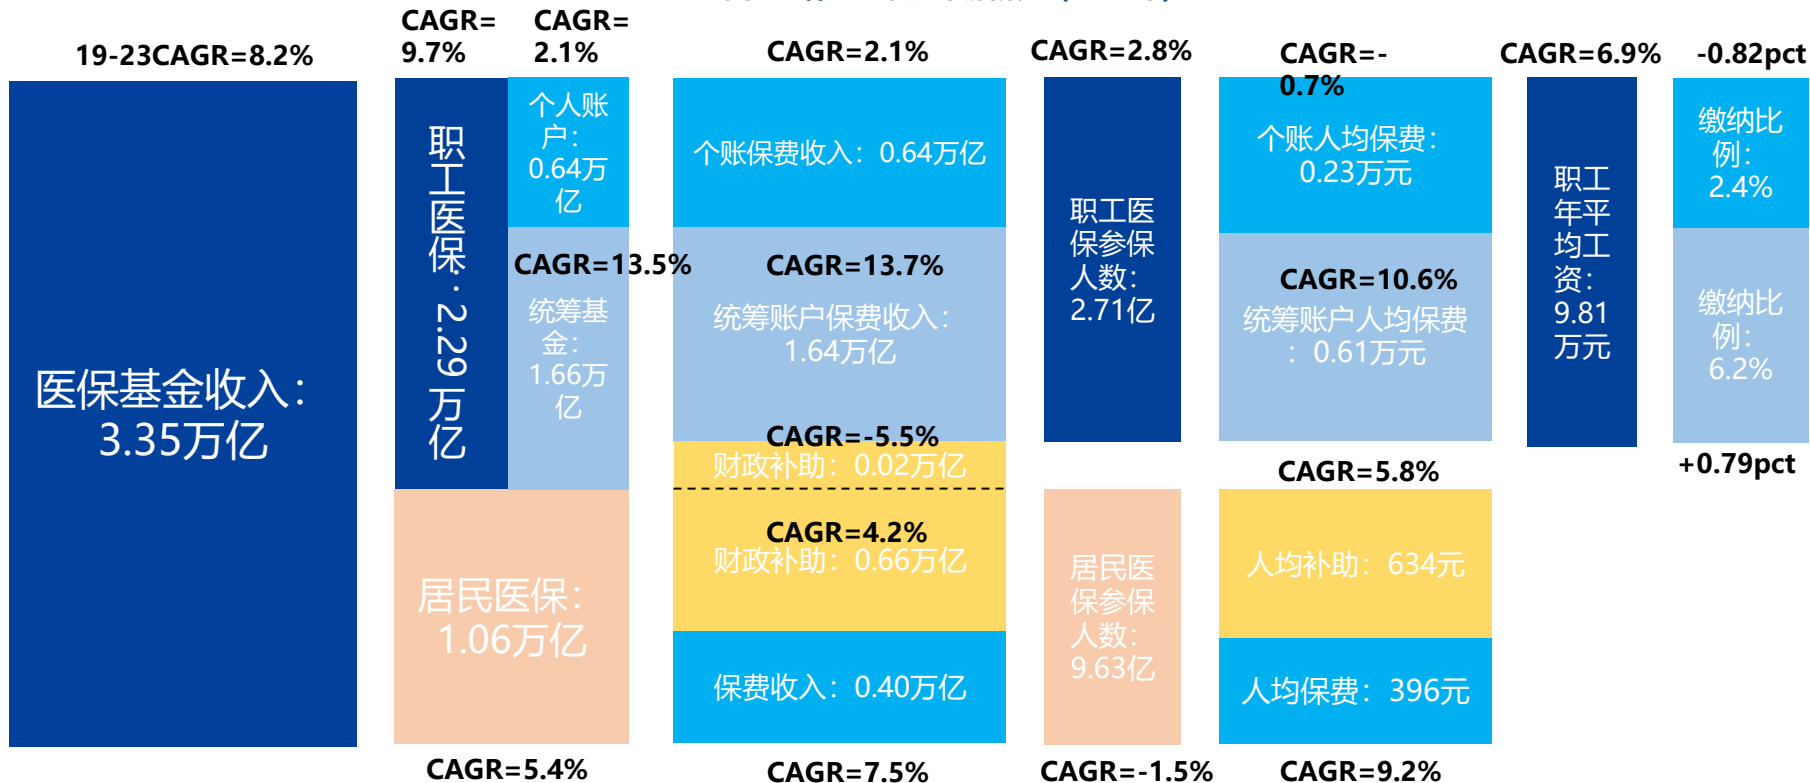 19-23CAGR=8.2%
医保基金收入：
3.35万亿
CAGR=
9.7%
职工医保：2.29万亿
CAGR=
2.1%
个人账
户：
0.64万
亿
CAGR=13.5%
统筹基
金：
1.66万
亿
居民医保：
1.06万亿
CAGR=5.4%
CAGR=2.1%
个账保费收入：0.64万亿
CAGR=13.7%
统筹账户保费收入：
1.64万亿
CAGR=-5.5%
财政补助：0.02万亿
CAGR=4.2%
财政补助：0.66万亿
保费收入：0.40万亿
CAGR=7.5%
CAGR=2.8%
职工医
保参保
人数：
2.71亿
居民医
保参保
人数：
9.63亿
CAGR=-1.5%
CAGR=-
0.7%
个账人均保费：
0.23万元
CAGR=10.6%
统筹账户人均保费
：0.61万元
CAGR=5.8%
人均补助：634元
人均保费：396元
CAGR=9.2%
CAGR=6.9%
职工
年平
均工
资：
9.81
万元
-0.82pct
缴纳比
例：
2.4%
缴纳比
例：
6.2%
+0.79pct